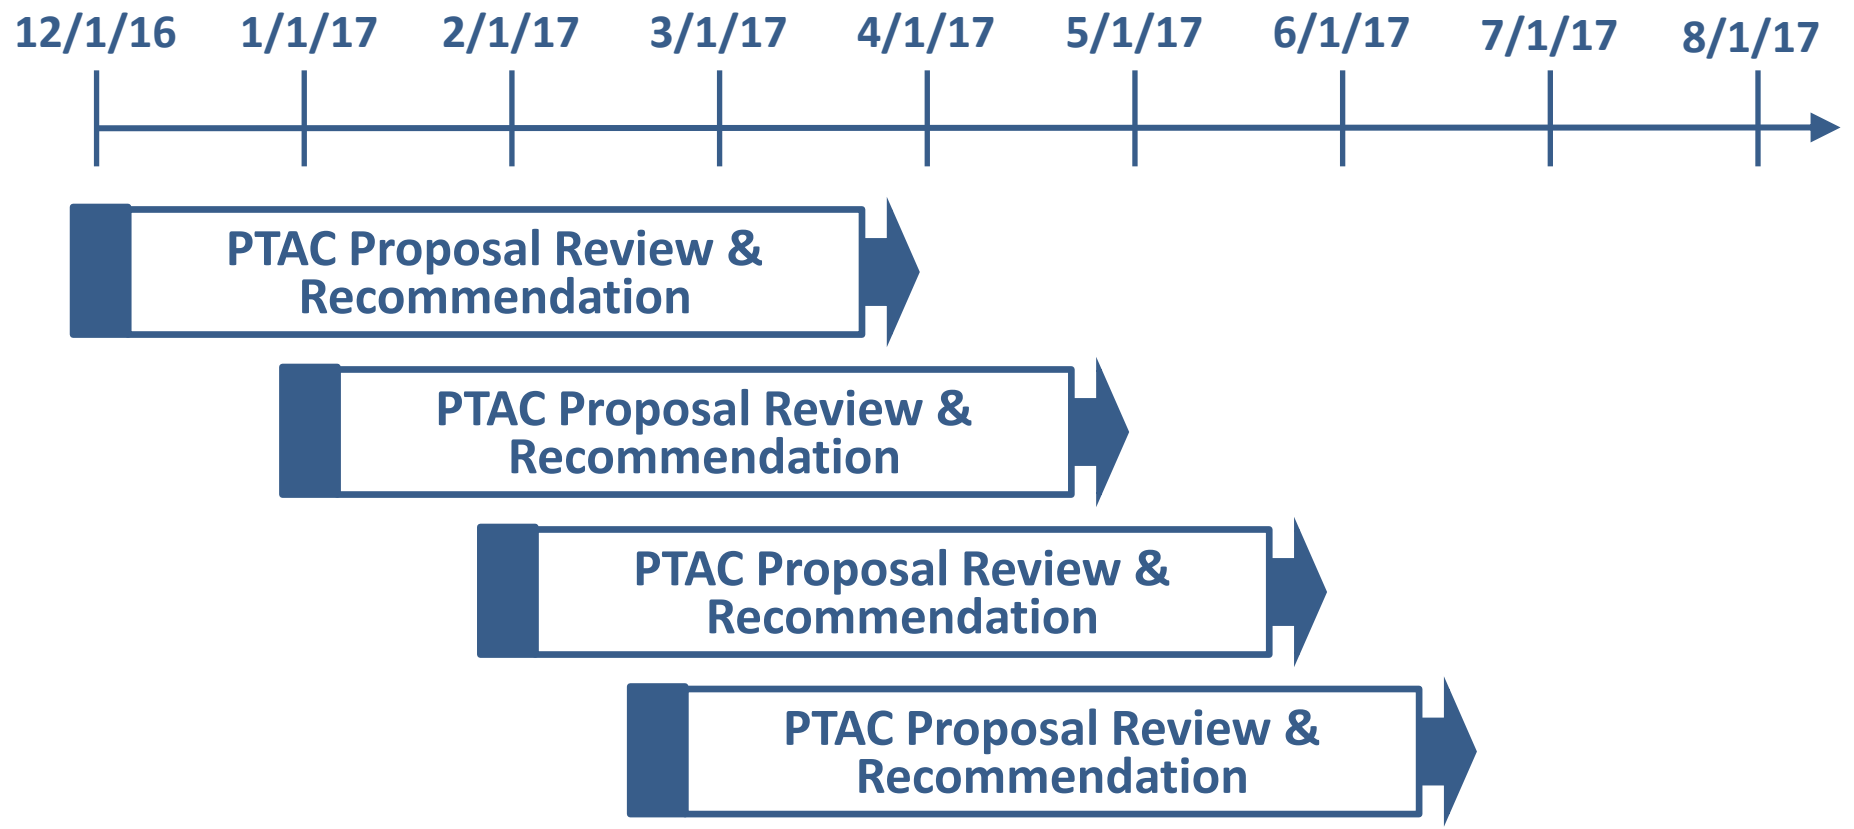 12/1/16 1/1/17 2/1/17 3/1/17 4/1/17 5/1/17 6/1/17 7/1/17 8/1/17
PTAC Proposal Review &
Recommendation
PTAC Proposal Review &
Recommendation
PTAC Proposal Review &
Recommendation
PTAC Proposal Review &
Recommendation